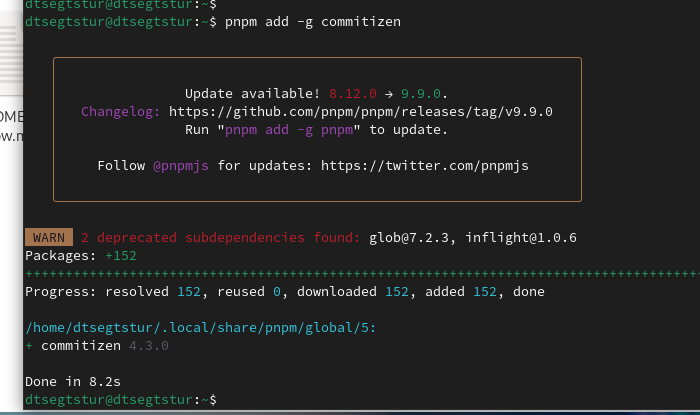 dtsegtstur@dtsegtstur:~$
dtsegtstur@dtsegtstur:~$ pnpm add -g commitizen
Update available! 8.12.0 → 9.9.0.
Changelog: https://github.com/pnpm/pnpm/releases/tag/v9.9.0
Run "pnpm add -g pnpm" to update.
Follow @pnpmjs for updates: https://twitter.com/pnpmjs
WARN 2 deprecated subdependencies found: glob@7.2.3, inflight@1.0.6
Packages: +152
++++++++++++++++++++++++++++++++++++++++++++++++++++++++++++++++++++++++++++++++++++
Progress: resolved 152, reused 0, downloaded 152, added 152, done
/home/dtsegtstur/.local/share/pnpm/global/5:
+ commitizen 4.3.0
Done in 8.2s
dtsegtstur@dtsegtstur:~$